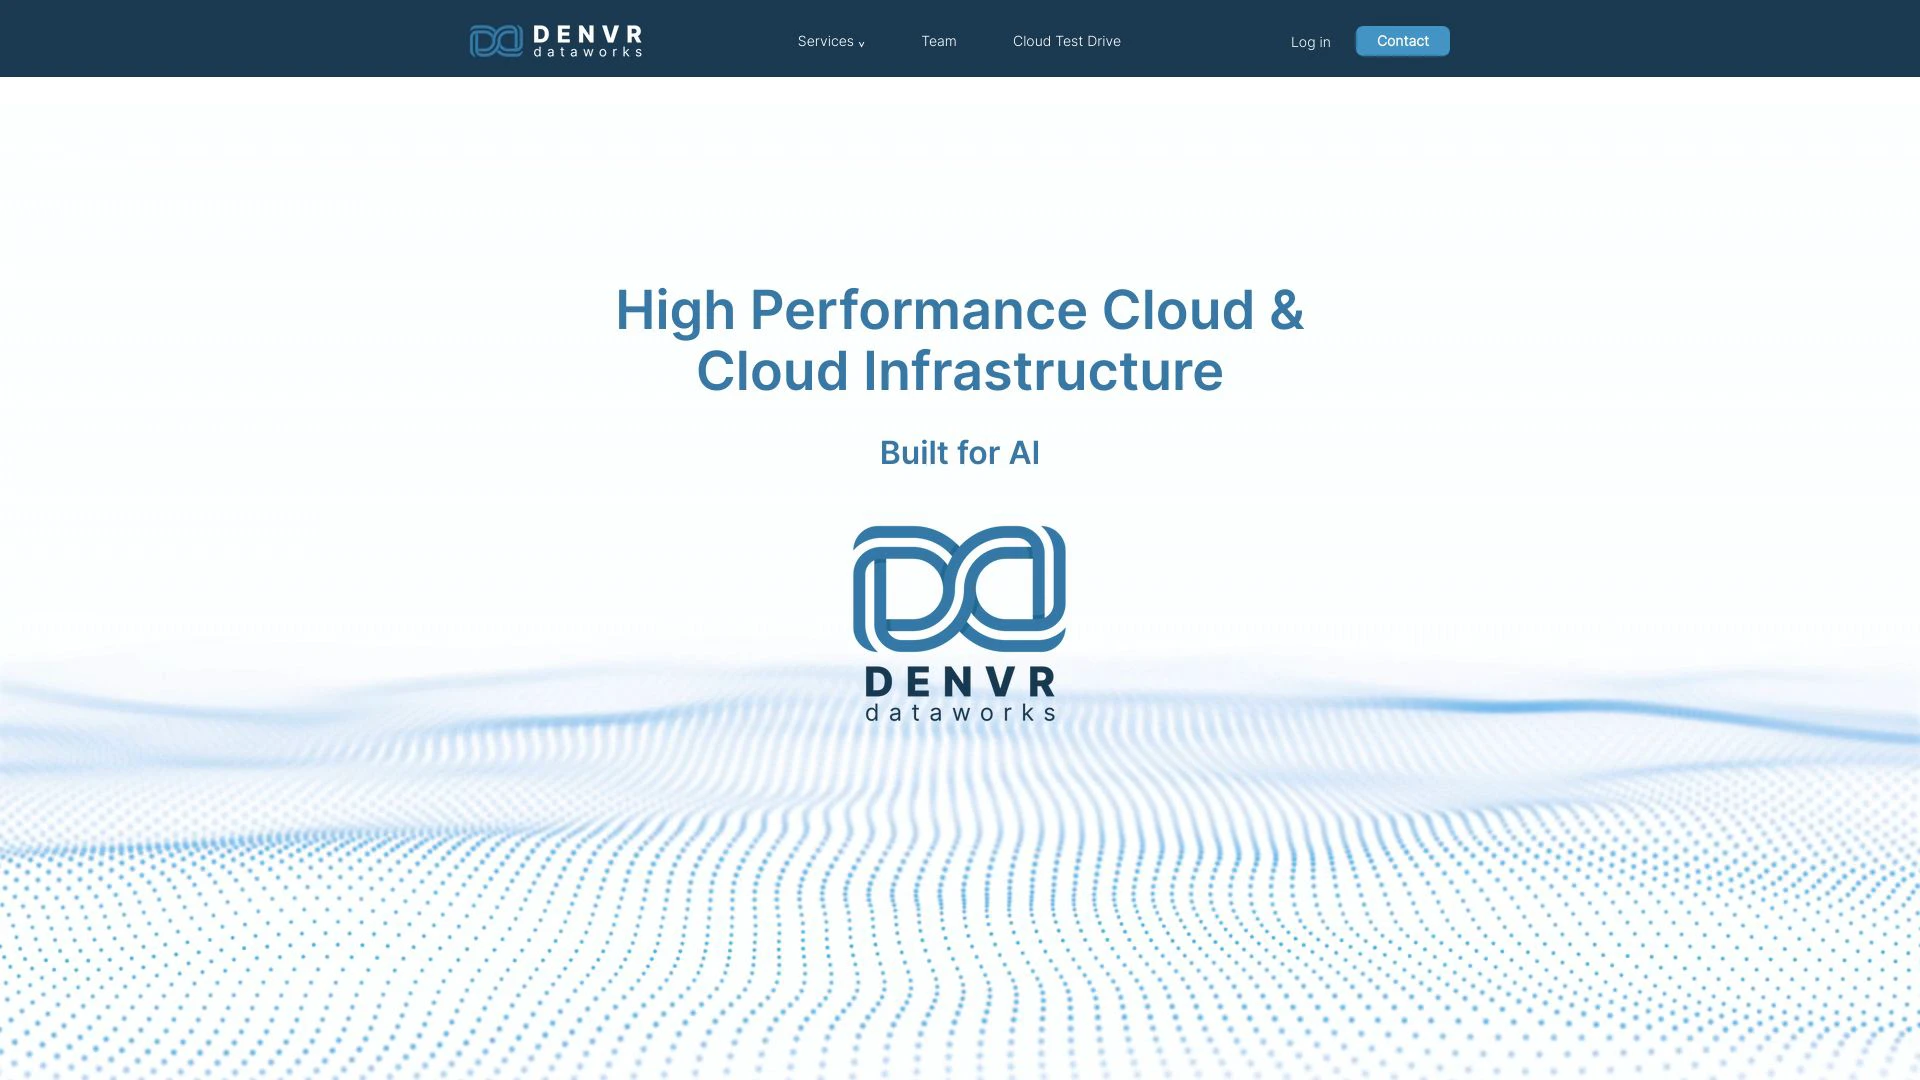 DENVR
dataworks
Services v
Team
Cloud Test Drive
Log in
Contact
High Performance Cloud &
Cloud Infrastructure
Built for AI
DENVR
dataworks